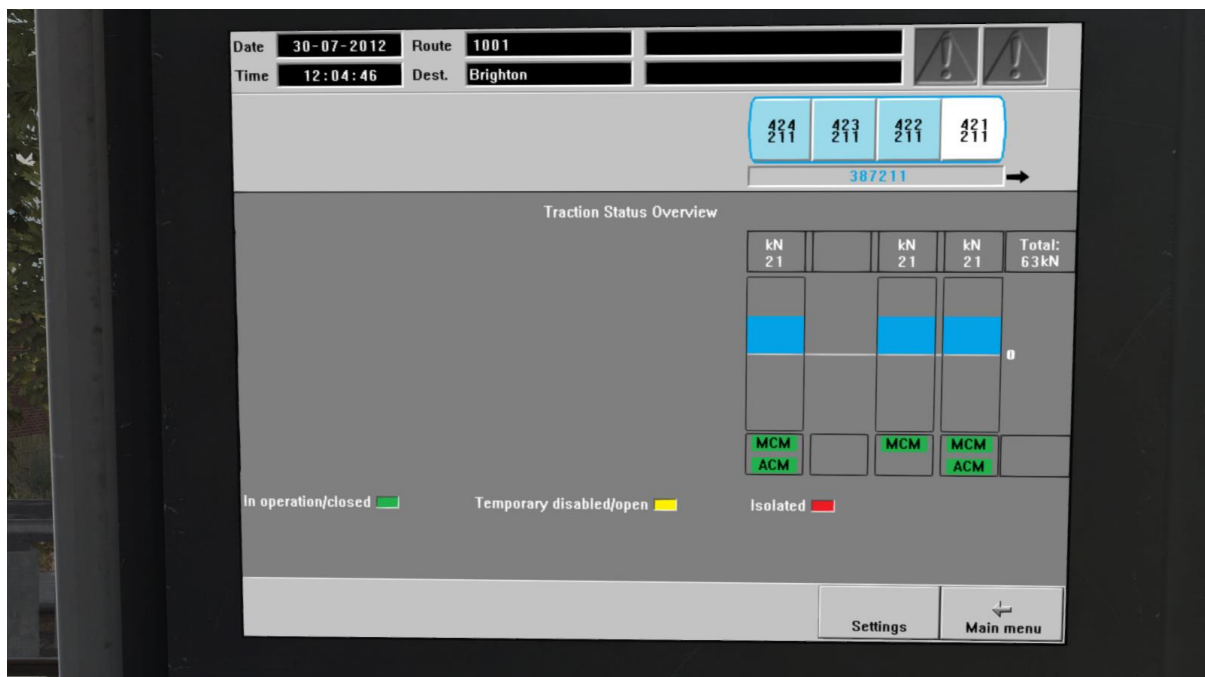 Date 30-07-2012 Route 1001
Time 12:04:46 Dest. Brighton
424 423 422 421
211 211 211 211
387211
Traction Status Overview
kN kN kN Total:
21 21 21 63kN
0
MCM MCM MCM
ACM ACM
In operation/closed Temporary disabled/open Isolated
Settings Main menu